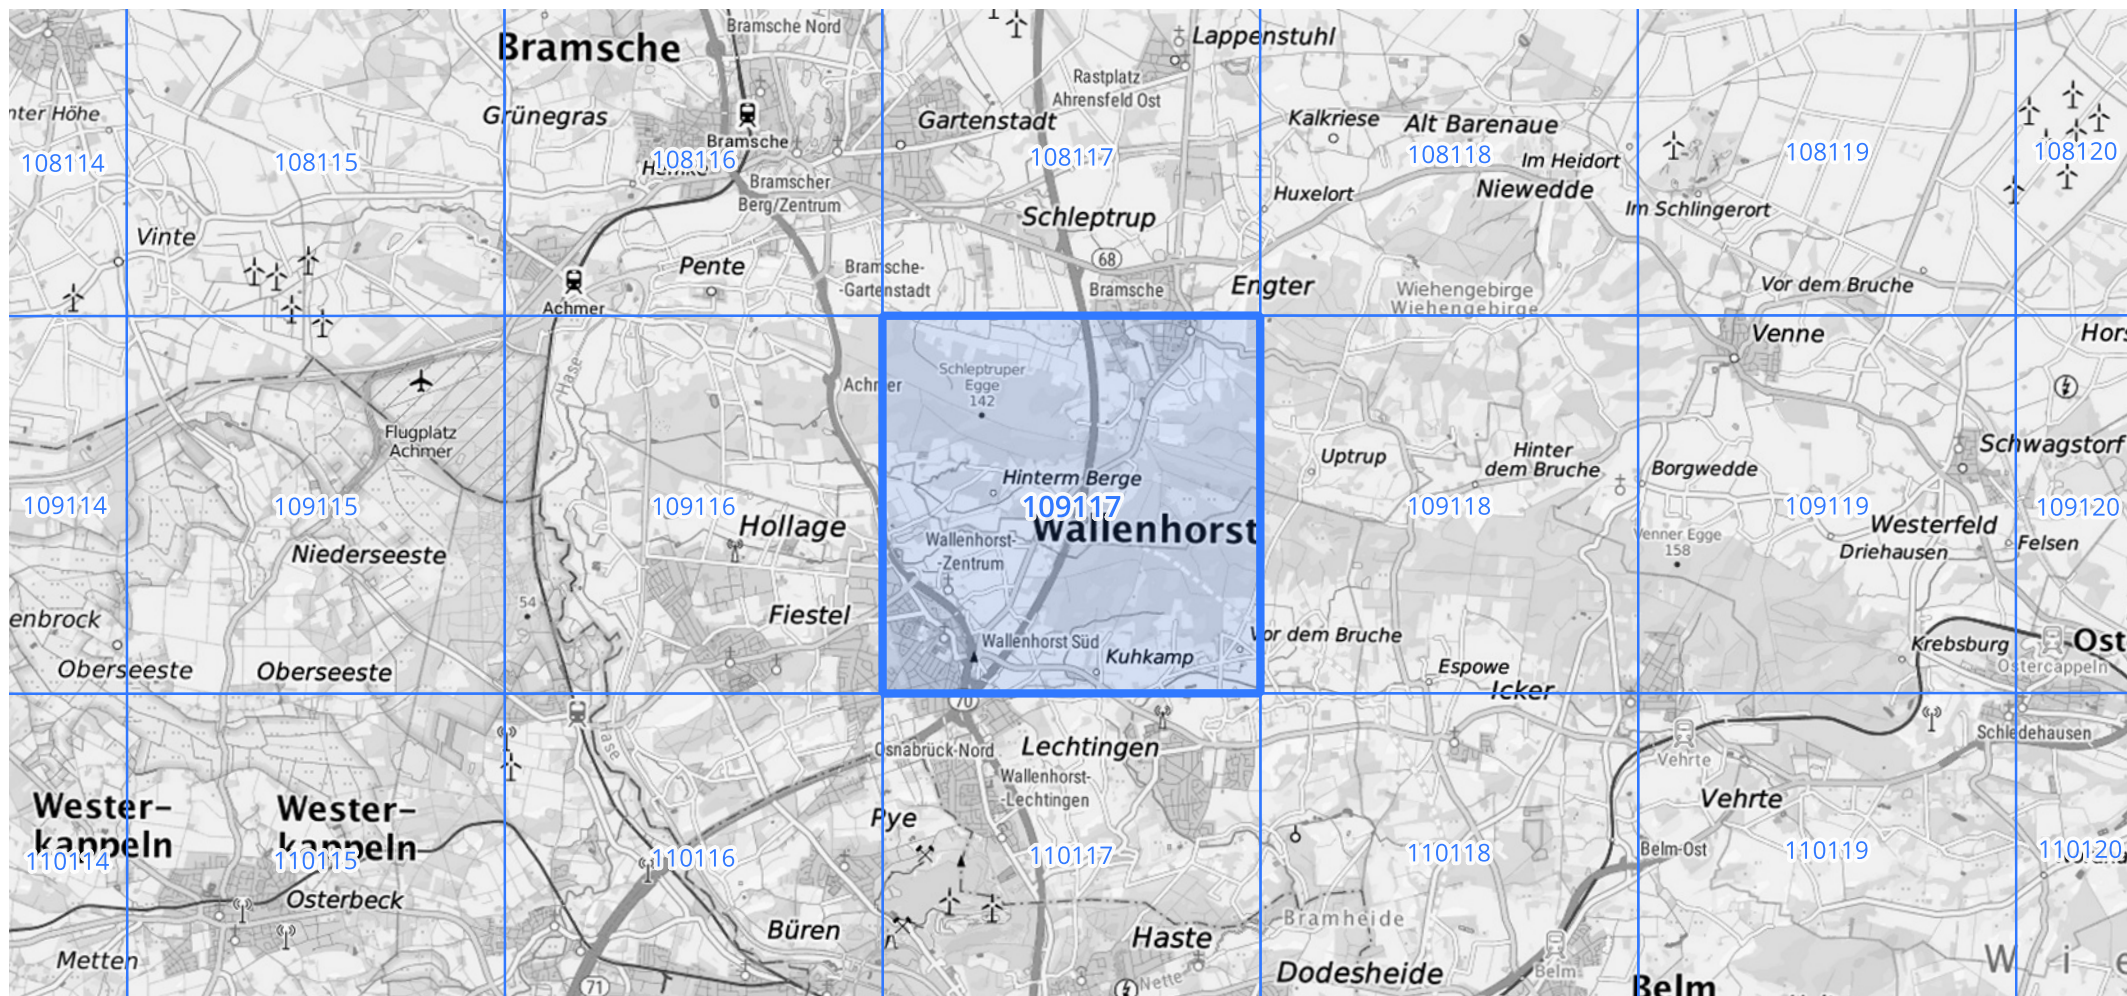 Bramsche Nord
Bramsche
Lappenstuhl
Rastplatz
Ahrensfeld Ost
Grünegras
nter Höhe
Gartenstadt
Kalkriese
Alt Barenaue
Bramsche
108114
108115
108116
108117
108118
108119
108120
Im Heidort
Bramscher
Berg/Zentrum
Huxelort
Niewedde
Im Schlingerort
Schleptrup
Vinte
68
Pente
Bramsche-
-Gartenstadt
Bramsche
Engter
Wiehengebirge
Wiehengebirge
Vor dem Bruche
Achmer
Venne
Hors
Hase
Schleptruper
Egge
142
Achmer
Flugplatz
Achmer
Schwagstorf
Uptrup
Hinter
dem Bruche
Borgwedde
Hinterm Berge
109114
109115
109116
109117
109118
109119
109120
Hollage
Wallenhorst
Westerfeld
Driehausen
Felsen
Venner Egge
158
Wallenhorst-
-Zentrum
Niederseeste
54
Fiestel
enbrock
Oberseeste
Oberseeste
Wallenhorst Süd
Kuhkamp
Vor dem Bruche
Espowe
Icker
Krebsburg
Ostercappeln
Ost
70
Hase
Osnabrück-Nord
Lechtingen
Wallenhorst-
-Lechtingen
Vehrte
Schledehausen
Vehrte
Wester-
kappeln
Wester-
kappeln
Pye
Belm-Ost
110114
110115
110116
110117
110118
110119
110120
Osterbeck
Büren
Bramheide
Haste
Metten
Dodesheide
Belm
W i e
71
Nette
Belm